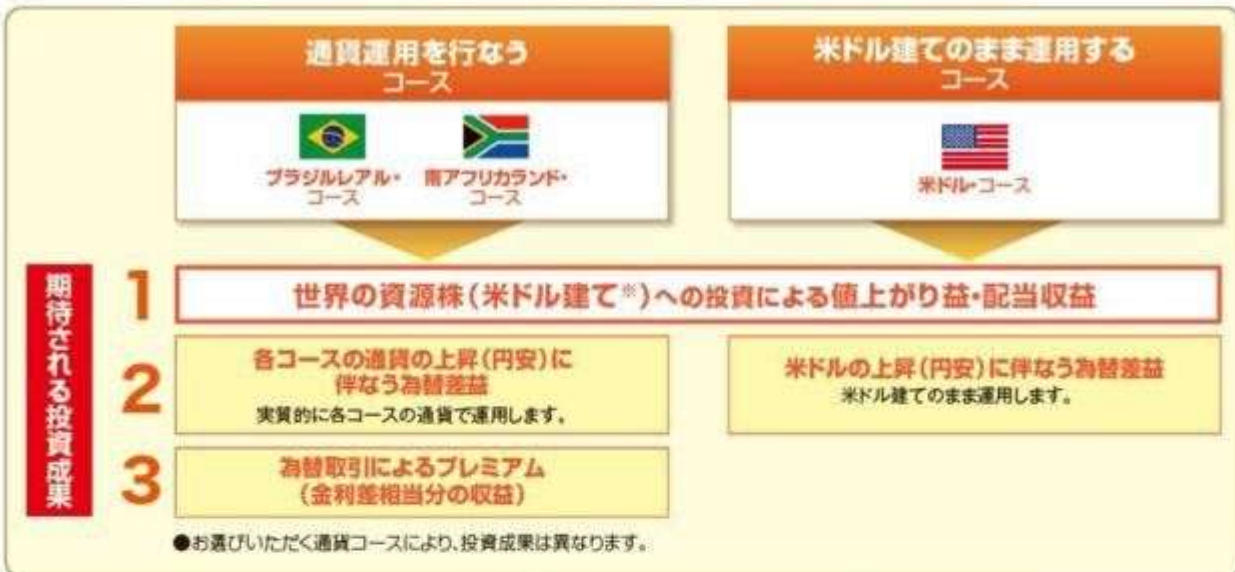 通貨運用を行なう
コース
米ドル建てのまま運用する
コース
ブラジルレアル・
コース
南アフリカランド・
コース
米ドル・コース
期待される投資成果
1
世界の資源株(米ドル建て※)への投資による値上がり益・配当収益
2
各コースの通貨の上昇(円安)に
伴なう為替差益
実質的に各コースの通貨で運用します。
米ドルの上昇(円安)に伴なう為替差益
米ドル建てのまま運用します。
3
為替取引によるプレミアム
(金利差相当分の収益)
●お選びいただく通貨コースにより、投資成果は異なります。